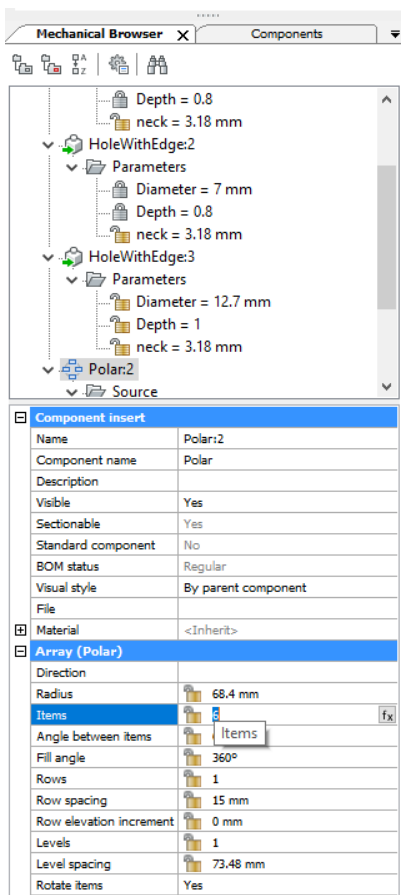 Mechanical Browser X Components
Depth = 0.8
neck = 3.18 mm
HoleWithEdge:2
Parameters
Diameter = 7 mm
Depth = 0.8
neck = 3.18 mm
HoleWithEdge:3
Parameters
Diameter = 12.7 mm
Depth = 1
neck = 3.18 mm
Polar:2
Source
Component insert
Name Polar:2
Component name Polar
Description
Visible Yes
Sectionable Yes
Standard component No
BOM status Regular
Visual style By parent component
File
Material <Inherit>
Array (Polar)
Direction
Radius 68.4 mm
Items 6 fx
Items
Angle between items
Fill angle 360º
Rows 1
Row spacing 15 mm
Row elevation increment 0 mm
Levels 1
Level spacing 73.48 mm
Rotate items Yes